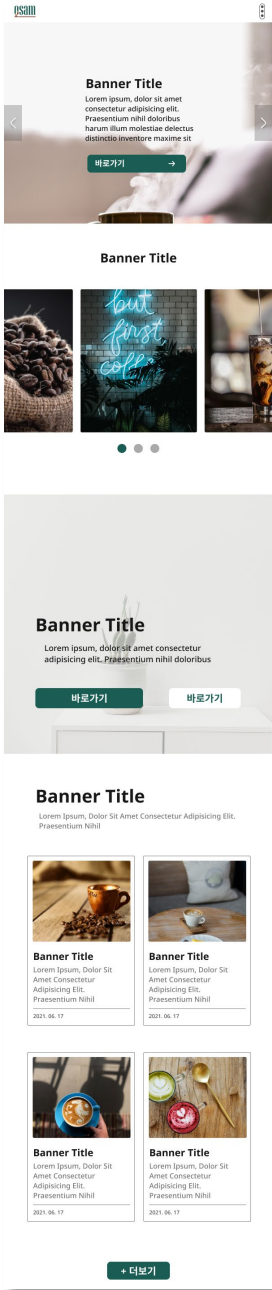 esam
Banner Title
Lorem ipsum, dolor sit amet
consectetur adipisicing elit.
Praesentium nihil doloribus
harum illum molestiae delectus
distinctio inventore maxime sit
바로가기
Banner Title
but
first,
coffee
Banner Title
Lorem ipsum, dolor sit amet consectetur
adipisicing elit. Praesentium nihil doloribus
바로가기 바로가기
Banner Title
Lorem Ipsum, Dolor Sit Amet Consectetur Adipisicing Elit.
Praesentium Nihil
Banner Title
Lorem Ipsum, Dolor Sit
Amet Consectetur
Adipisicing Elit.
Praesentium Nihil
2021. 06. 17
Banner Title
Lorem Ipsum, Dolor Sit
Amet Consectetur
Adipisicing Elit.
Praesentium Nihil
2021. 06. 17
Banner Title
Lorem Ipsum, Dolor Sit
Amet Consectetur
Adipisicing Elit.
Praesentium Nihil
2021. 06. 17
Banner Title
Lorem Ipsum, Dolor Sit
Amet Consectetur
Adipisicing Elit.
Praesentium Nihil
2021. 06. 17
+ 더보기